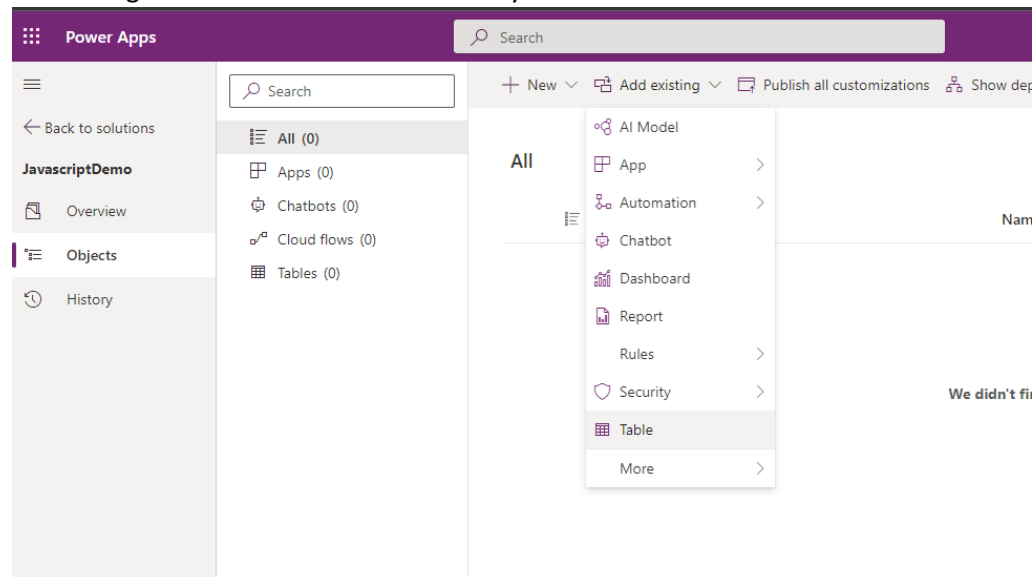 Power Apps
Search
Back to solutions
JavascriptDemo
Overview
Objects
History
Search
All (0)
Apps (0)
Chatbots (0)
Cloud flows (0)
Tables (0)
New
Add existing
Publish all customizations
Show dep
All
Nam
AI Model
App
Automation
Chatbot
Dashboard
Report
Rules
Security
Table
More
We didn't fin